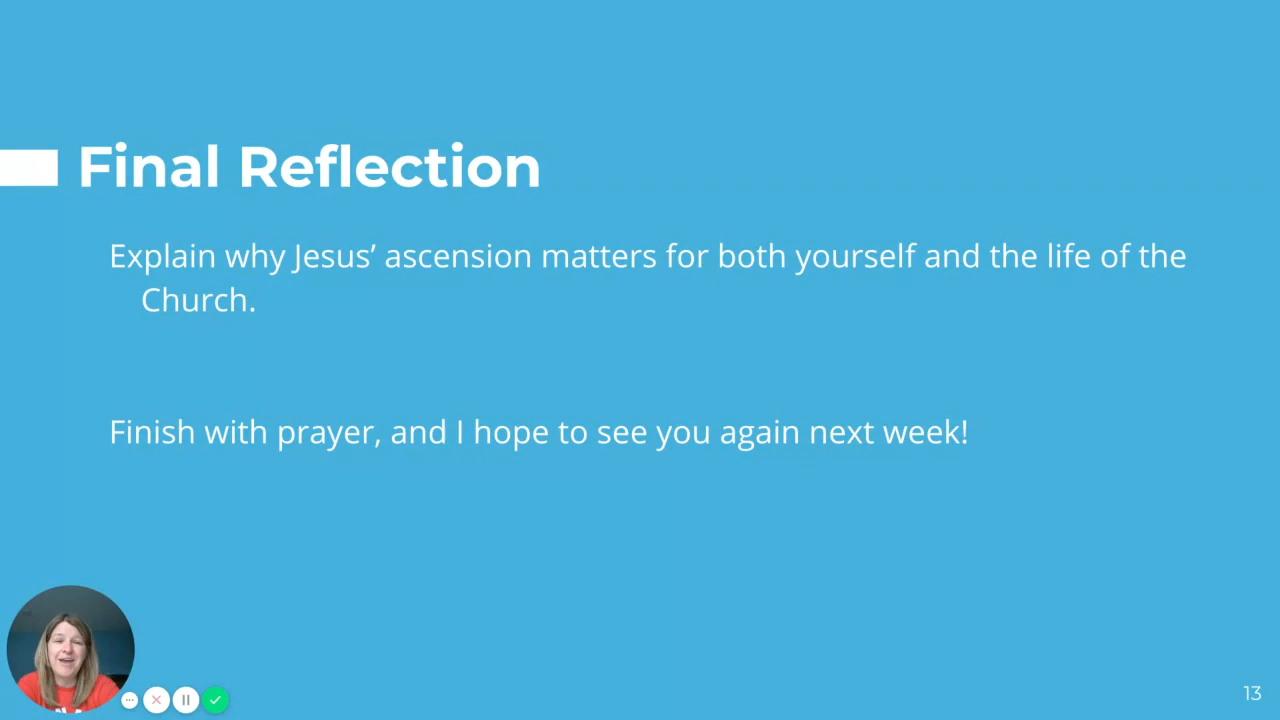 Final Reflection
Explain why Jesus’ ascension matters for both yourself and the life of the
Church.
Finish with prayer, and I hope to see you again next week!
13